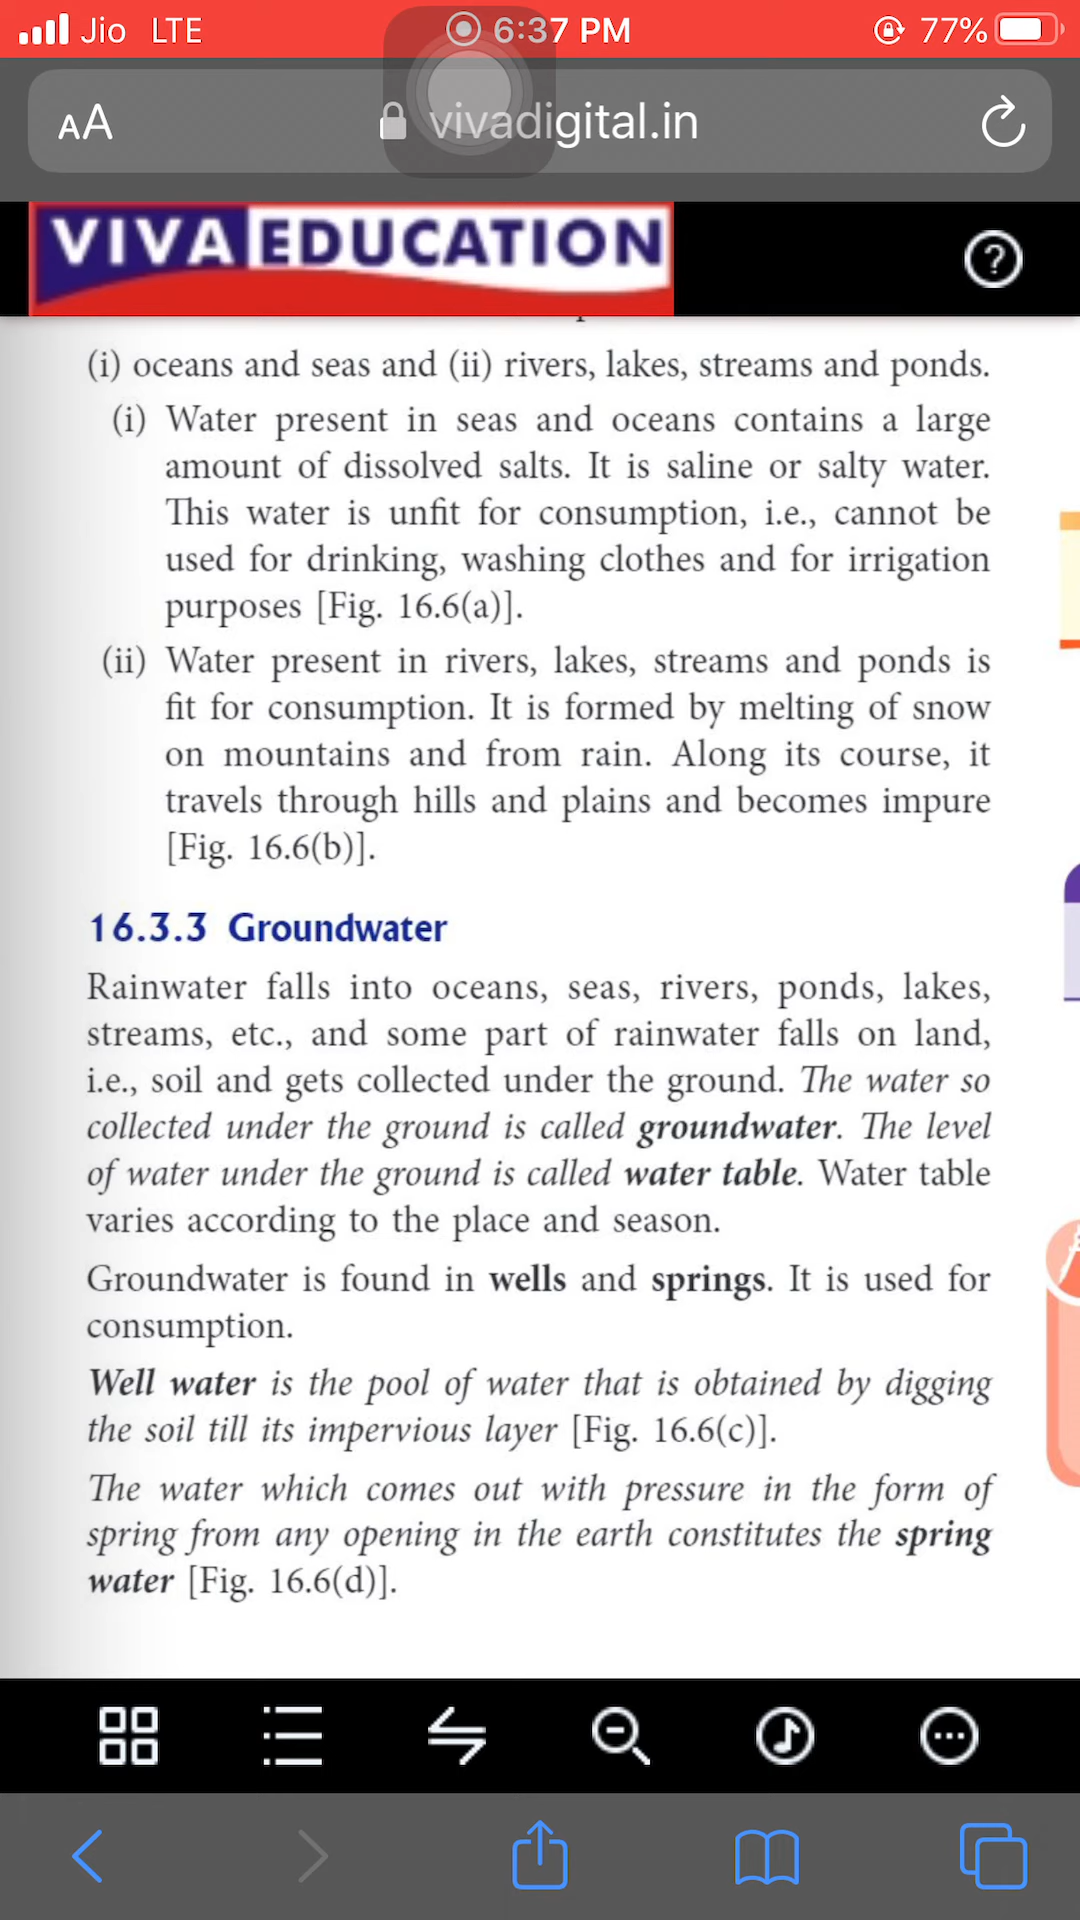 Jio LTE 6:37 PM 77%
AA vivadigital.in
VIVA EDUCATION
?
(i) oceans and seas and (ii) rivers, lakes, streams and ponds.
(i) Water present in seas and oceans contains a large
amount of dissolved salts. It is saline or salty water.
This water is unfit for consumption, i.e., cannot be
used for drinking, washing clothes and for irrigation
purposes [Fig. 16.6(a)].
(ii) Water present in rivers, lakes, streams and ponds is
fit for consumption. It is formed by melting of snow
on mountains and from rain. Along its course, it
travels through hills and plains and becomes impure
[Fig. 16.6(b)].
16.3.3 Groundwater
Rainwater falls into oceans, seas, rivers, ponds, lakes,
streams, etc., and some part of rainwater falls on land,
i.e., soil and gets collected under the ground. The water so
collected under the ground is called groundwater. The level
of water under the ground is called water table. Water table
varies according to the place and season.
Groundwater is found in wells and springs. It is used for
consumption.
Well water is the pool of water that is obtained by digging
the soil till its impervious layer [Fig. 16.6(c)].
The water which comes out with pressure in the form of
spring from any opening in the earth constitutes the spring
water [Fig. 16.6(d)].